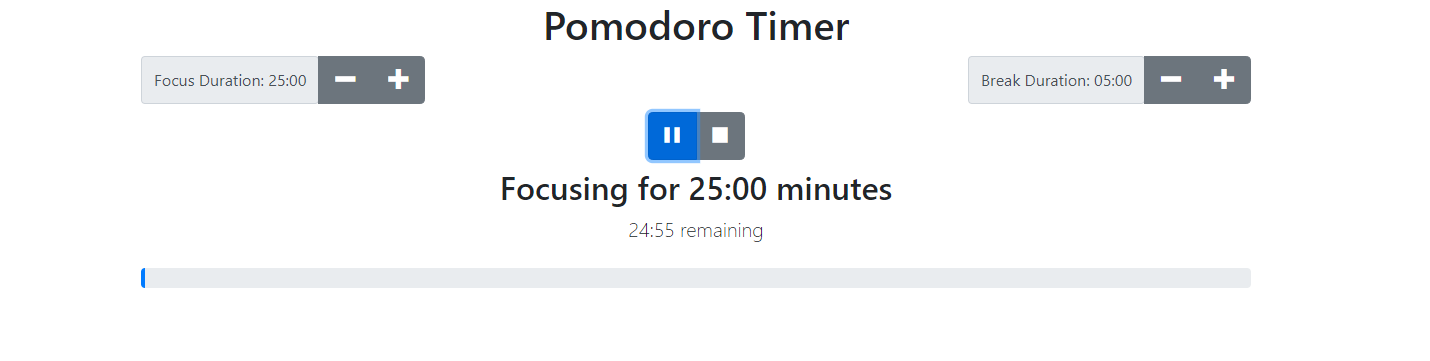 Pomodoro Timer
Focus Duration: 25:00
Break Duration: 05:00
Focusing for 25:00 minutes
24:55 remaining